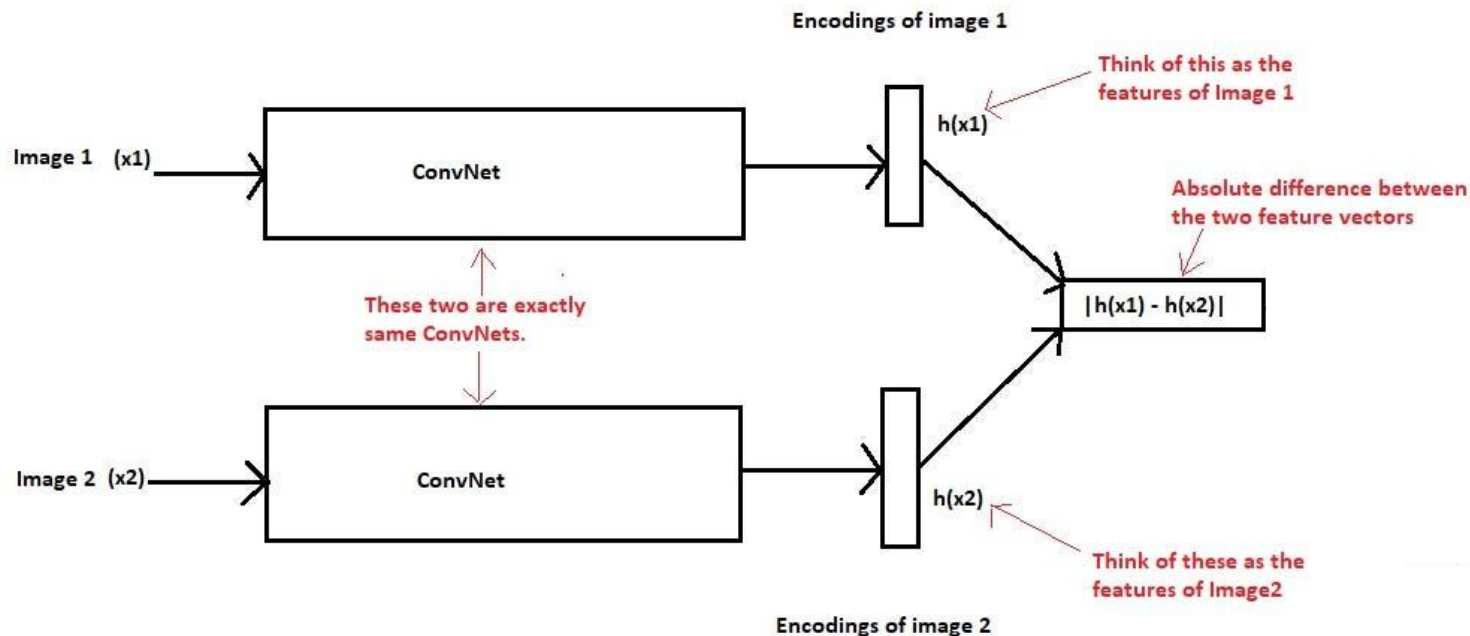 Encodings of image 1
Think of this as the
features of Image 1
h(x1)
Image 1 (x1)
ConvNet
Absolute difference between
the two feature vectors
These two are exactly
same ConvNets.
|h(x1) - h(x2)|
Image 2 (x2)
ConvNet
h(x2)
Think of these as the
features of Image2
Encodings of image 2